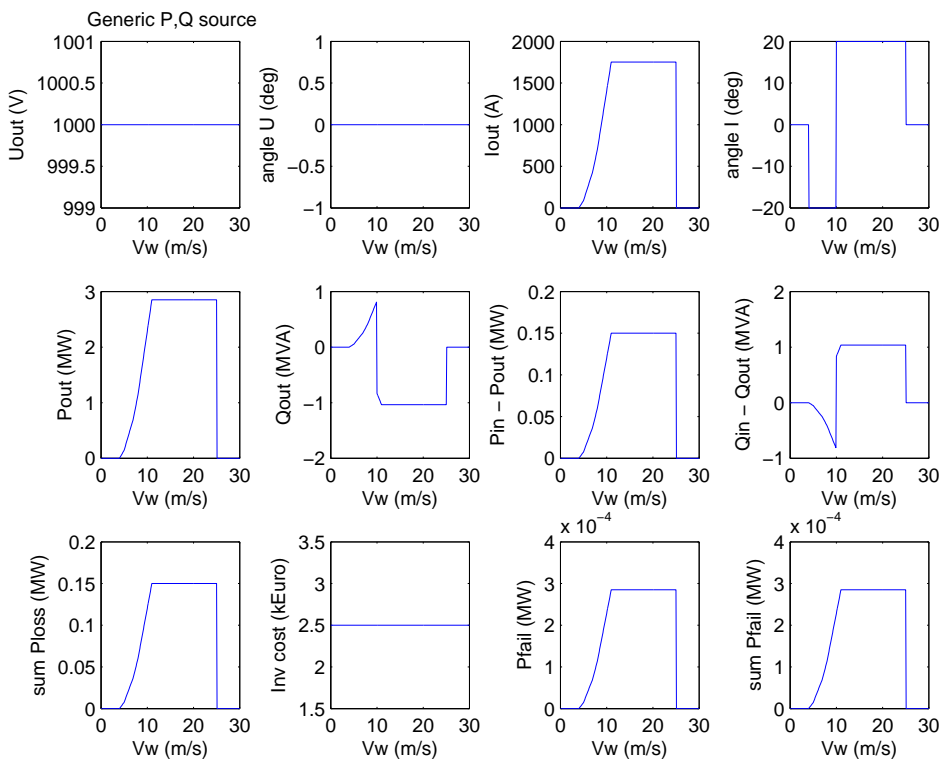 Generic P,Q source
Uout (V)
1001
1000.5
1000
999.5
999
0 10 20 30
Vw (m/s)
angle U (deg)
1
0.5
0
−0.5
−1
0 10 20 30
Vw (m/s)
Iout (A)
2000
1500
1000
500
0
0 10 20 30
Vw (m/s)
angle I (deg)
20
10
0
−10
−20
0 10 20 30
Vw (m/s)
Pout (MW)
3
2
1
0
0 10 20 30
Vw (m/s)
Qout (MVA)
1
0
−1
−2
0 10 20 30
Vw (m/s)
Pin − Pout (MW)
0.2
0.15
0.1
0.05
0
0 10 20 30
Vw (m/s)
Qin − Qout (MVA)
2
1
0
−1
0 10 20 30
Vw (m/s)
sum Ploss (MW)
0.2
0.15
0.1
0.05
0
0 10 20 30
Vw (m/s)
Inv cost (kEuro)
3.5
3
2.5
2
1.5
0 10 20 30
Vw (m/s)
x 10−4
Pfail (MW)
4
3
2
1
0
0 10 20 30
Vw (m/s)
x 10−4
sum Pfail (MW)
4
3
2
1
0
0 10 20 30
Vw (m/s)